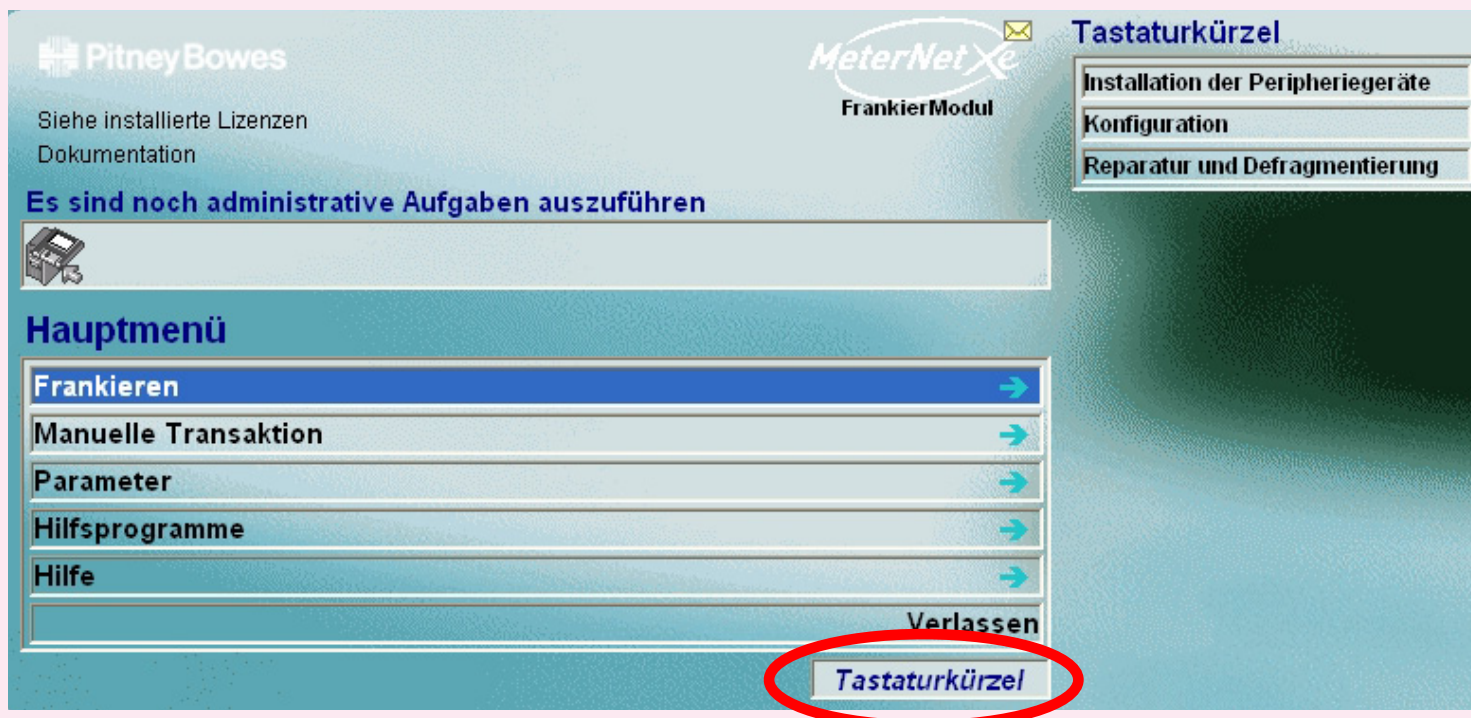 Pitney Bowes
MeterNet Xe
FrankierModul
Siehe installierte Lizenzen
Dokumentation
Es sind noch administrative Aufgaben auszuführen
Hauptmenü
Frankieren
Manuelle Transaktion
Parameter
Hilfsprogramme
Hilfe
Verlassen
Tastaturkürzel
Tastaturkürzel
Installation der Peripheriegeräte
Konfiguration
Reparatur und Defragmentierung